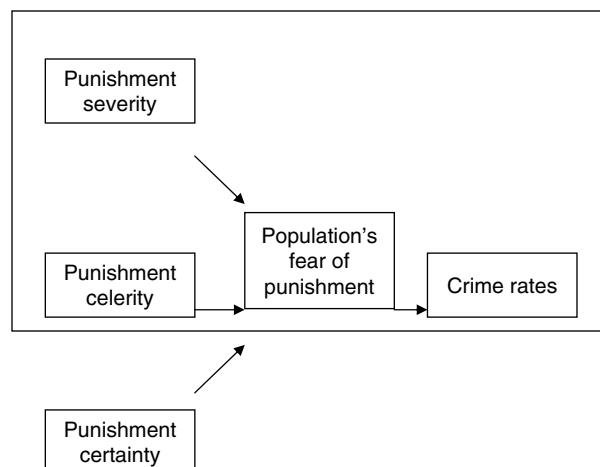 Punishment
severity
Population's
fear of
punishment
Punishment
celerity
Crime rates
Punishment
certainty